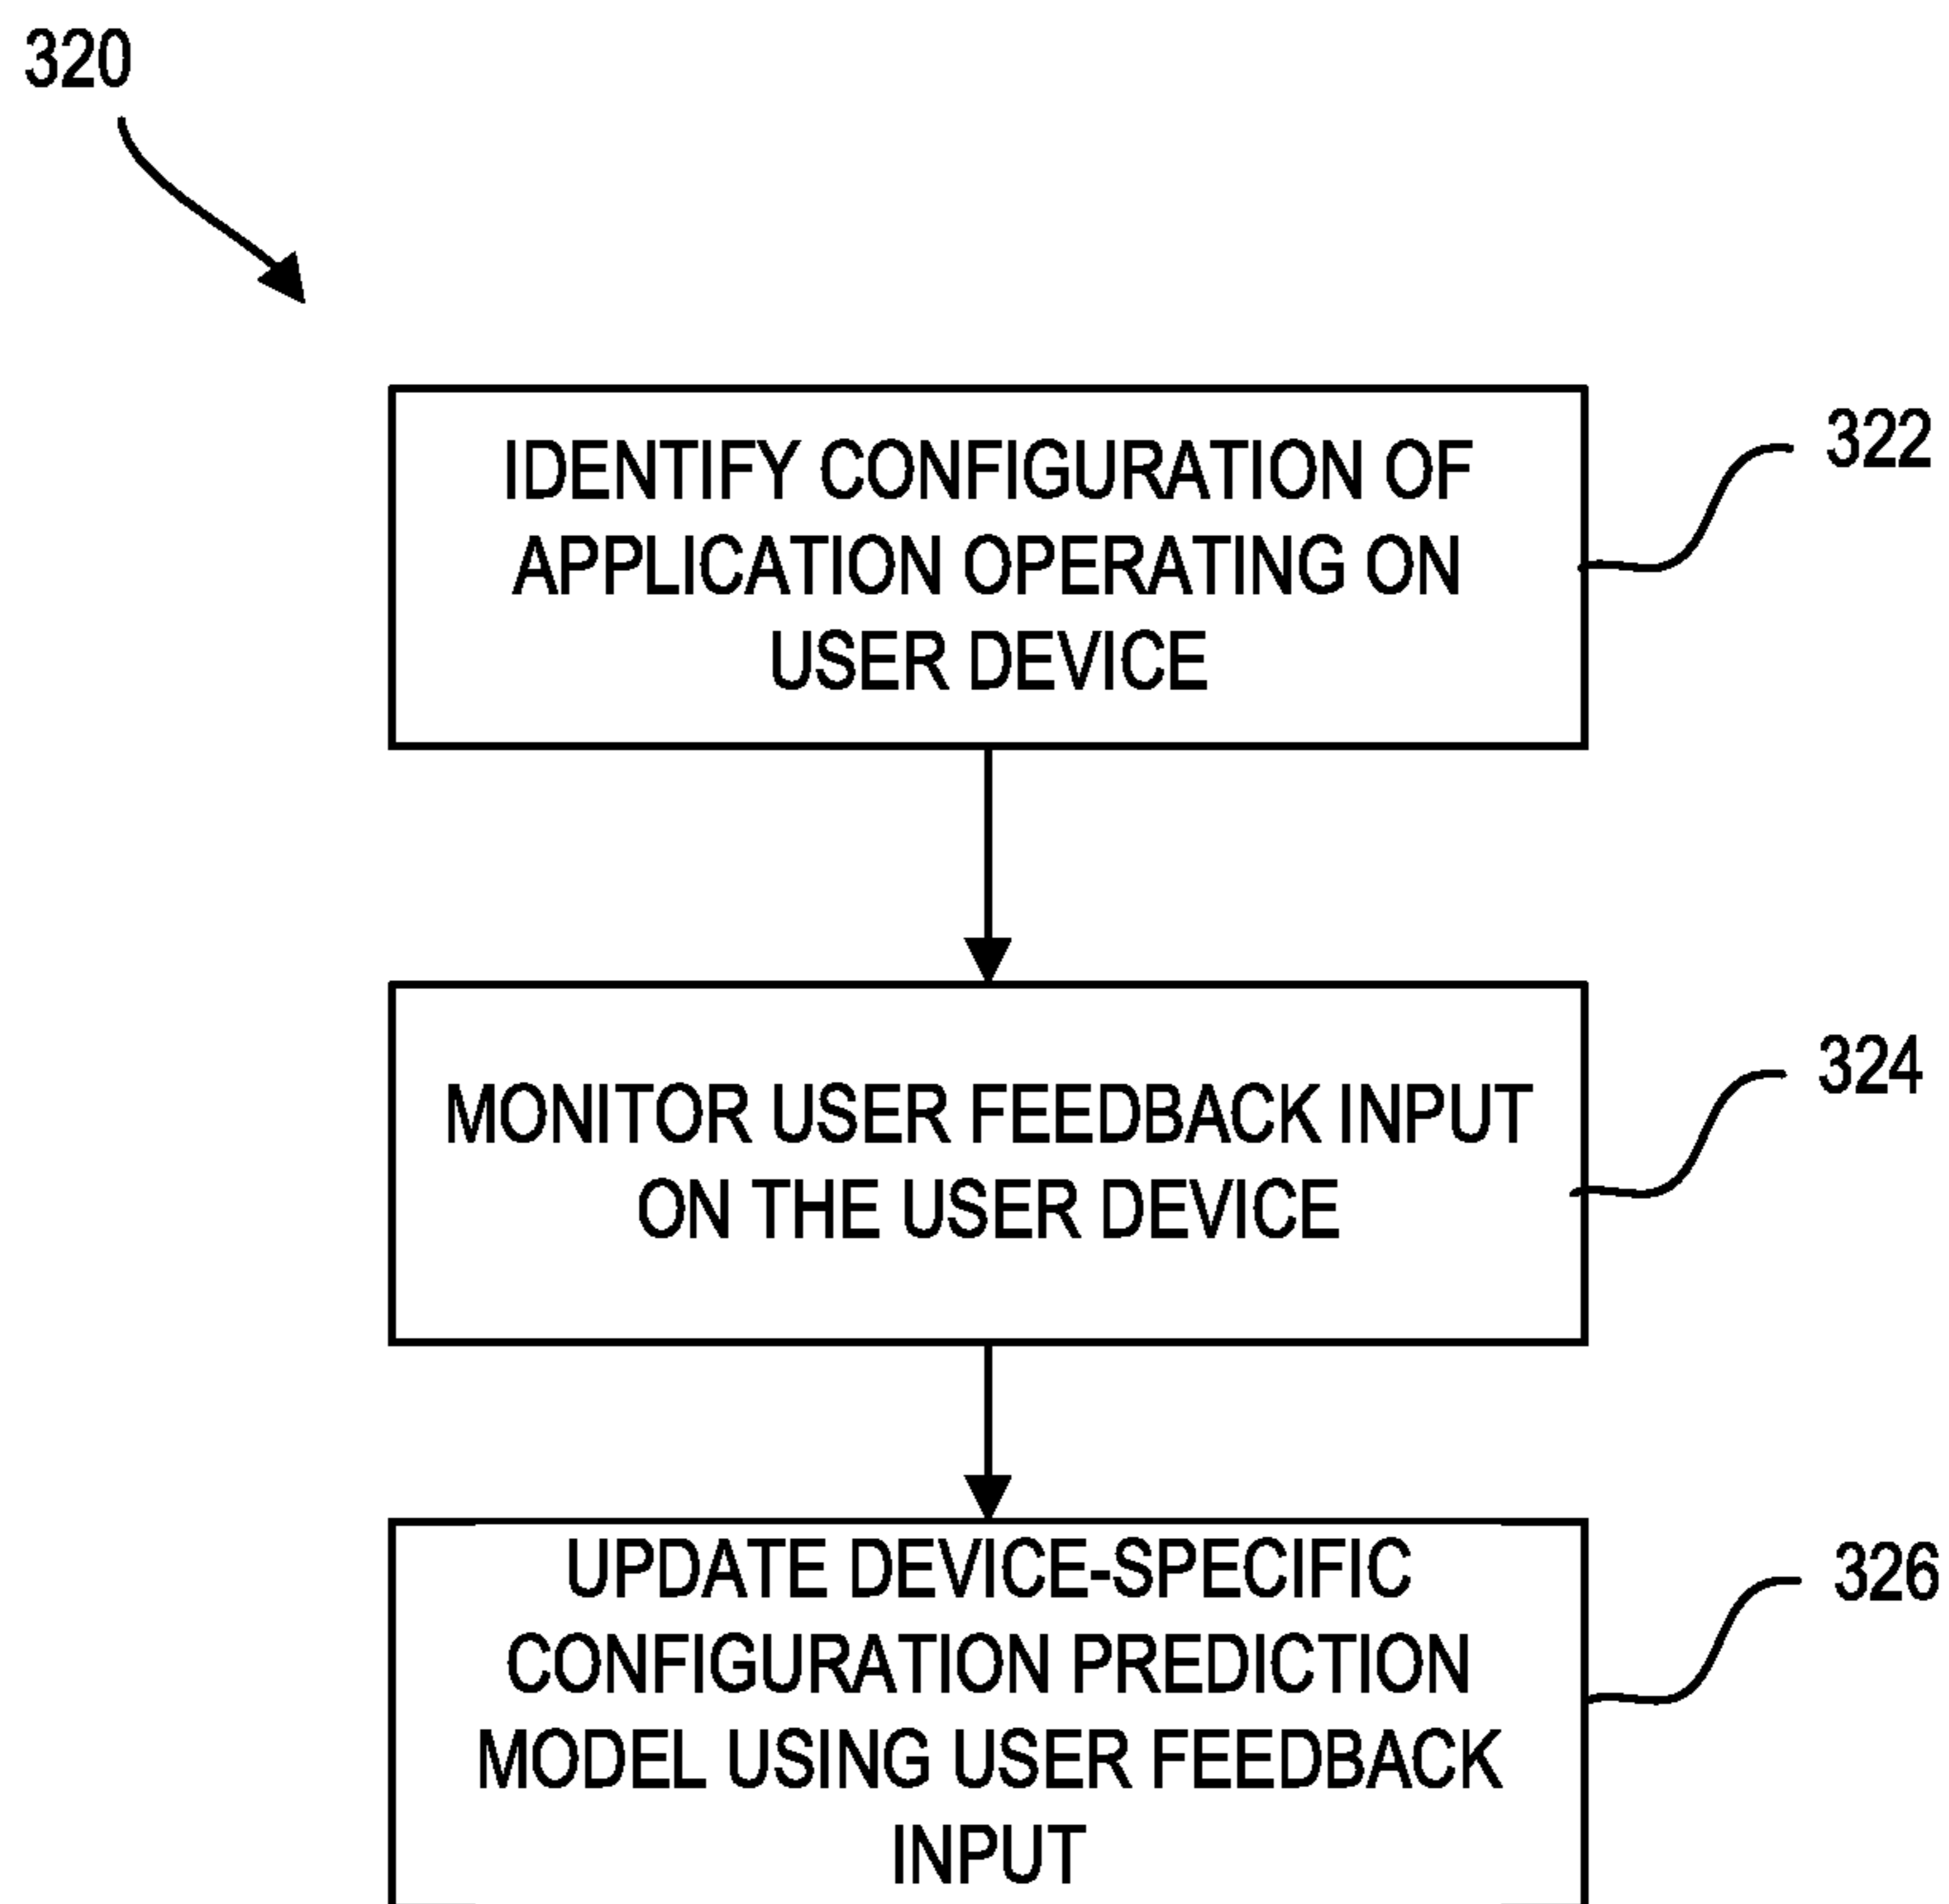 320
IDENTIFY CONFIGURATION OF
APPLICATION OPERATING ON
USER DEVICE
322
MONITOR USER FEEDBACK INPUT
ON THE USER DEVICE
324
UPDATE DEVICE-SPECIFIC
CONFIGURATION PREDICTION
MODEL USING USER FEEDBACK
INPUT
326